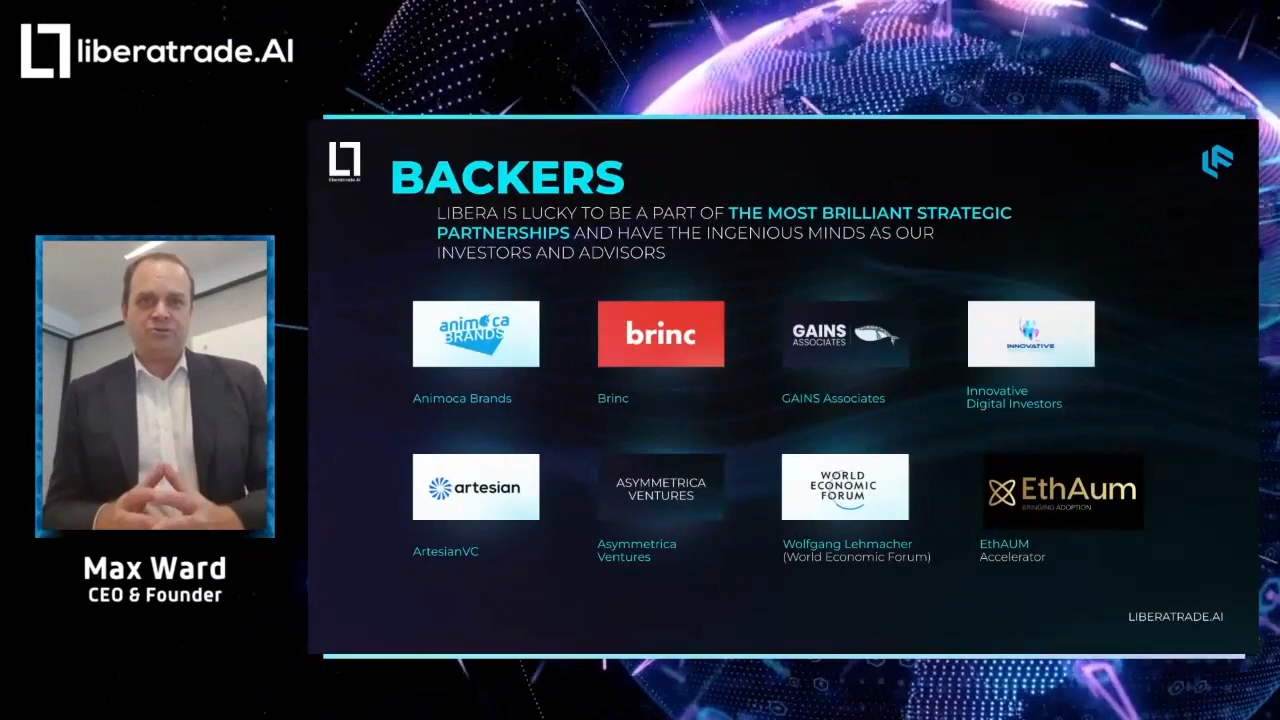 liberatrade.AI
liberatrade.AI
BACKERS
LIBERA IS LUCKY TO BE A PART OF THE MOST BRILLIANT STRATEGIC
PARTNERSHIPS AND HAVE THE INGENIOUS MINDS AS OUR
INVESTORS AND ADVISORS
animoca
BRANDS
Animoca Brands
brinc
Brinc
GAINS
ASSOCIATES
GAINS Associates
INNOVATIVE
Innovative
Digital Investors
artesian
ArtesianVC
ASYMMETRICA
VENTURES
Asymmetrica
Ventures
WORLD
ECONOMIC
FORUM
Wolfgang Lehmacher
(World Economic Forum)
EthAum
BRINGING ADOPTION
EthAUM
Accelerator
LIBERATRADE.AI
Max Ward
CEO & Founder